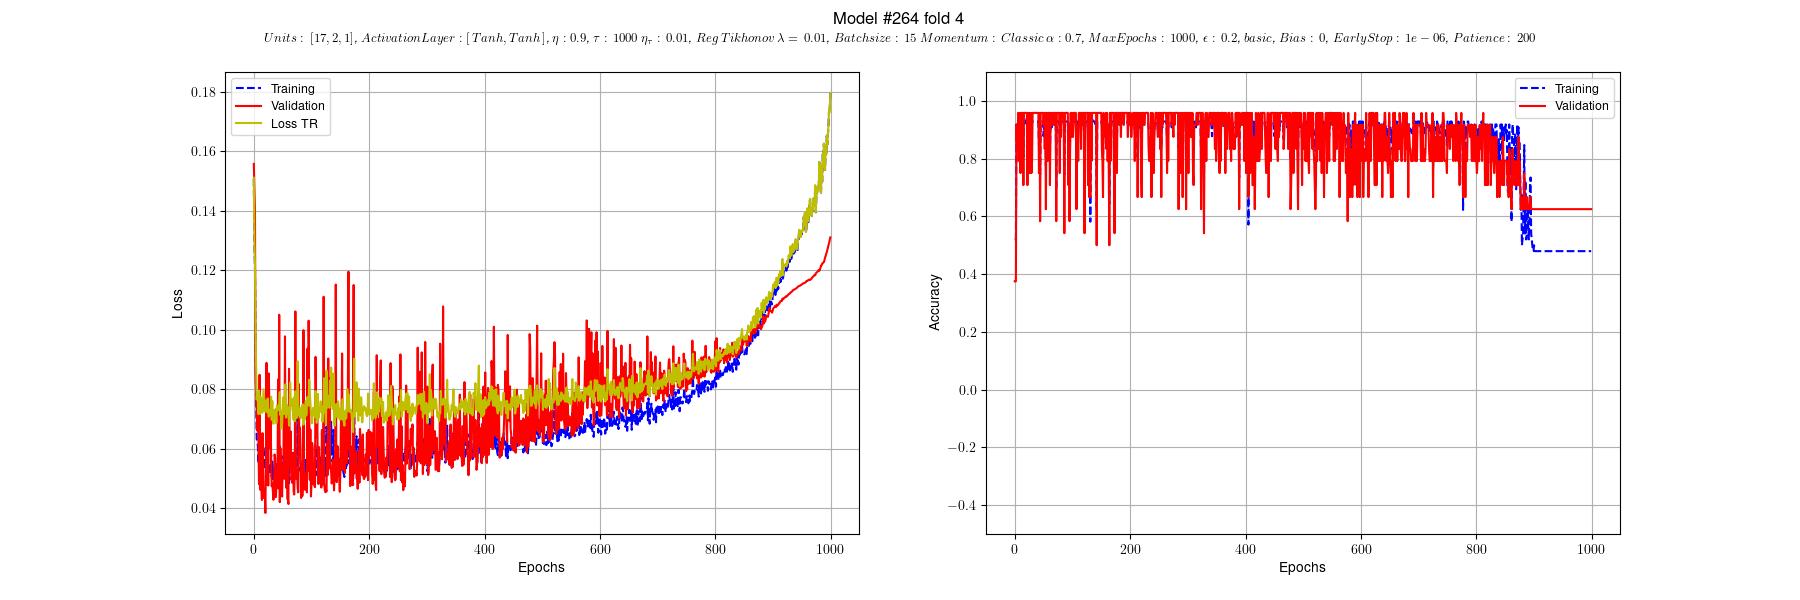 Model #264 fold 4
Units : [17, 2, 1], ActivationLayer : [Tanh, Tanh], η : 0.9, τ : 1000 η_τ : 0.01, Reg Tikhonov λ = 0.01, Batchsize : 15 Momentum : Classic α : 0.7, MaxEpochs : 1000, ϵ : 0.2, basic, Bias : 0, EarlyStop : 1e − 06, Patience : 200
Loss
0.18
0.16
0.14
0.12
0.10
0.08
0.06
0.04
Training
Validation
Loss TR
0 200 400 600 800 1000
Epochs
Accuracy
1.0
0.8
0.6
0.4
0.2
0.0
−0.2
−0.4
Training
Validation
0 200 400 600 800 1000
Epochs